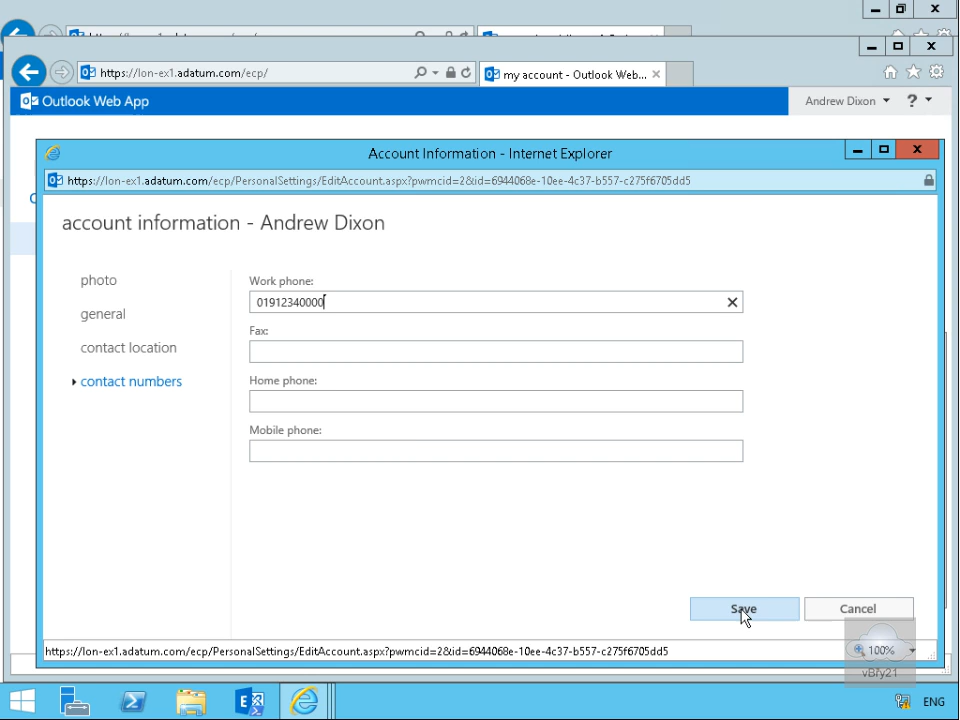 https://lon-ex1.adatum.com/ecp/
my account - Outlook Web...
Outlook Web App
Andrew Dixon
?
Account Information - Internet Explorer
https://lon-ex1.adatum.com/ecp/PersonalSettings/EditAccount.aspx?pwmcid=2&id=6944068e-10ee-4c37-b557-c275f6705dd5
account information - Andrew Dixon
photo
general
contact location
contact numbers
Work phone:
01912340000
Fax:
Home phone:
Mobile phone:
Save
Cancel
https://lon-ex1.adatum.com/ecp/PersonalSettings/EditAccount.aspx?pwmcid=2&id=6944068e-10ee-4c37-b557-c275f6705dd5
100%
vBfy21
ENG